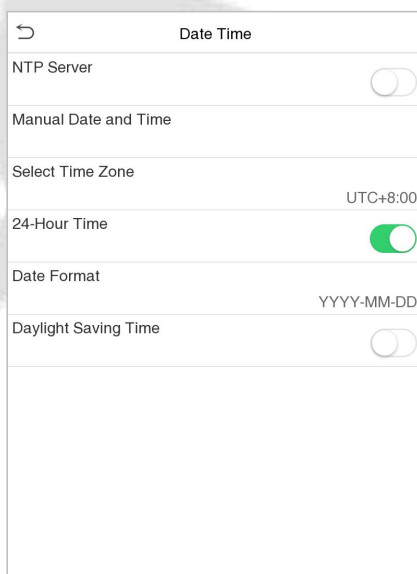 Date Time
NTP Server
Manual Date and Time
Select Time Zone
UTC+8:00
24-Hour Time
Date Format
YYYY-MM-DD
Daylight Saving Time